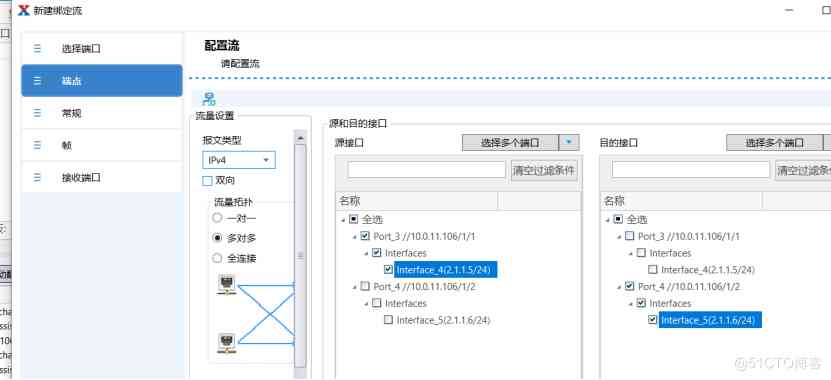 新建绑定流
选择端口
端点
常规
帧
接收端口
配置流
请配置流
流量设置
报文类型
IPv4
双向
流量拓扑
一对一
多对多
全连接
源和目的接口
源接口
选择多个端口
清空过滤条件
名称
全选
Port_3 //10.0.11.106/1/1
Interfaces
Interface_4(2.1.1.5/24)
Port_4 //10.0.11.106/1/2
Interfaces
Interface_5(2.1.1.6/24)
目的接口
选择多个端口
清空过滤条件
名称
全选
Port_3 //10.0.11.106/1/1
Interfaces
Interface_4(2.1.1.5/24)
Port_4 //10.0.11.106/1/2
Interfaces
Interface_5(2.1.1.6/24)
@51CTO博客